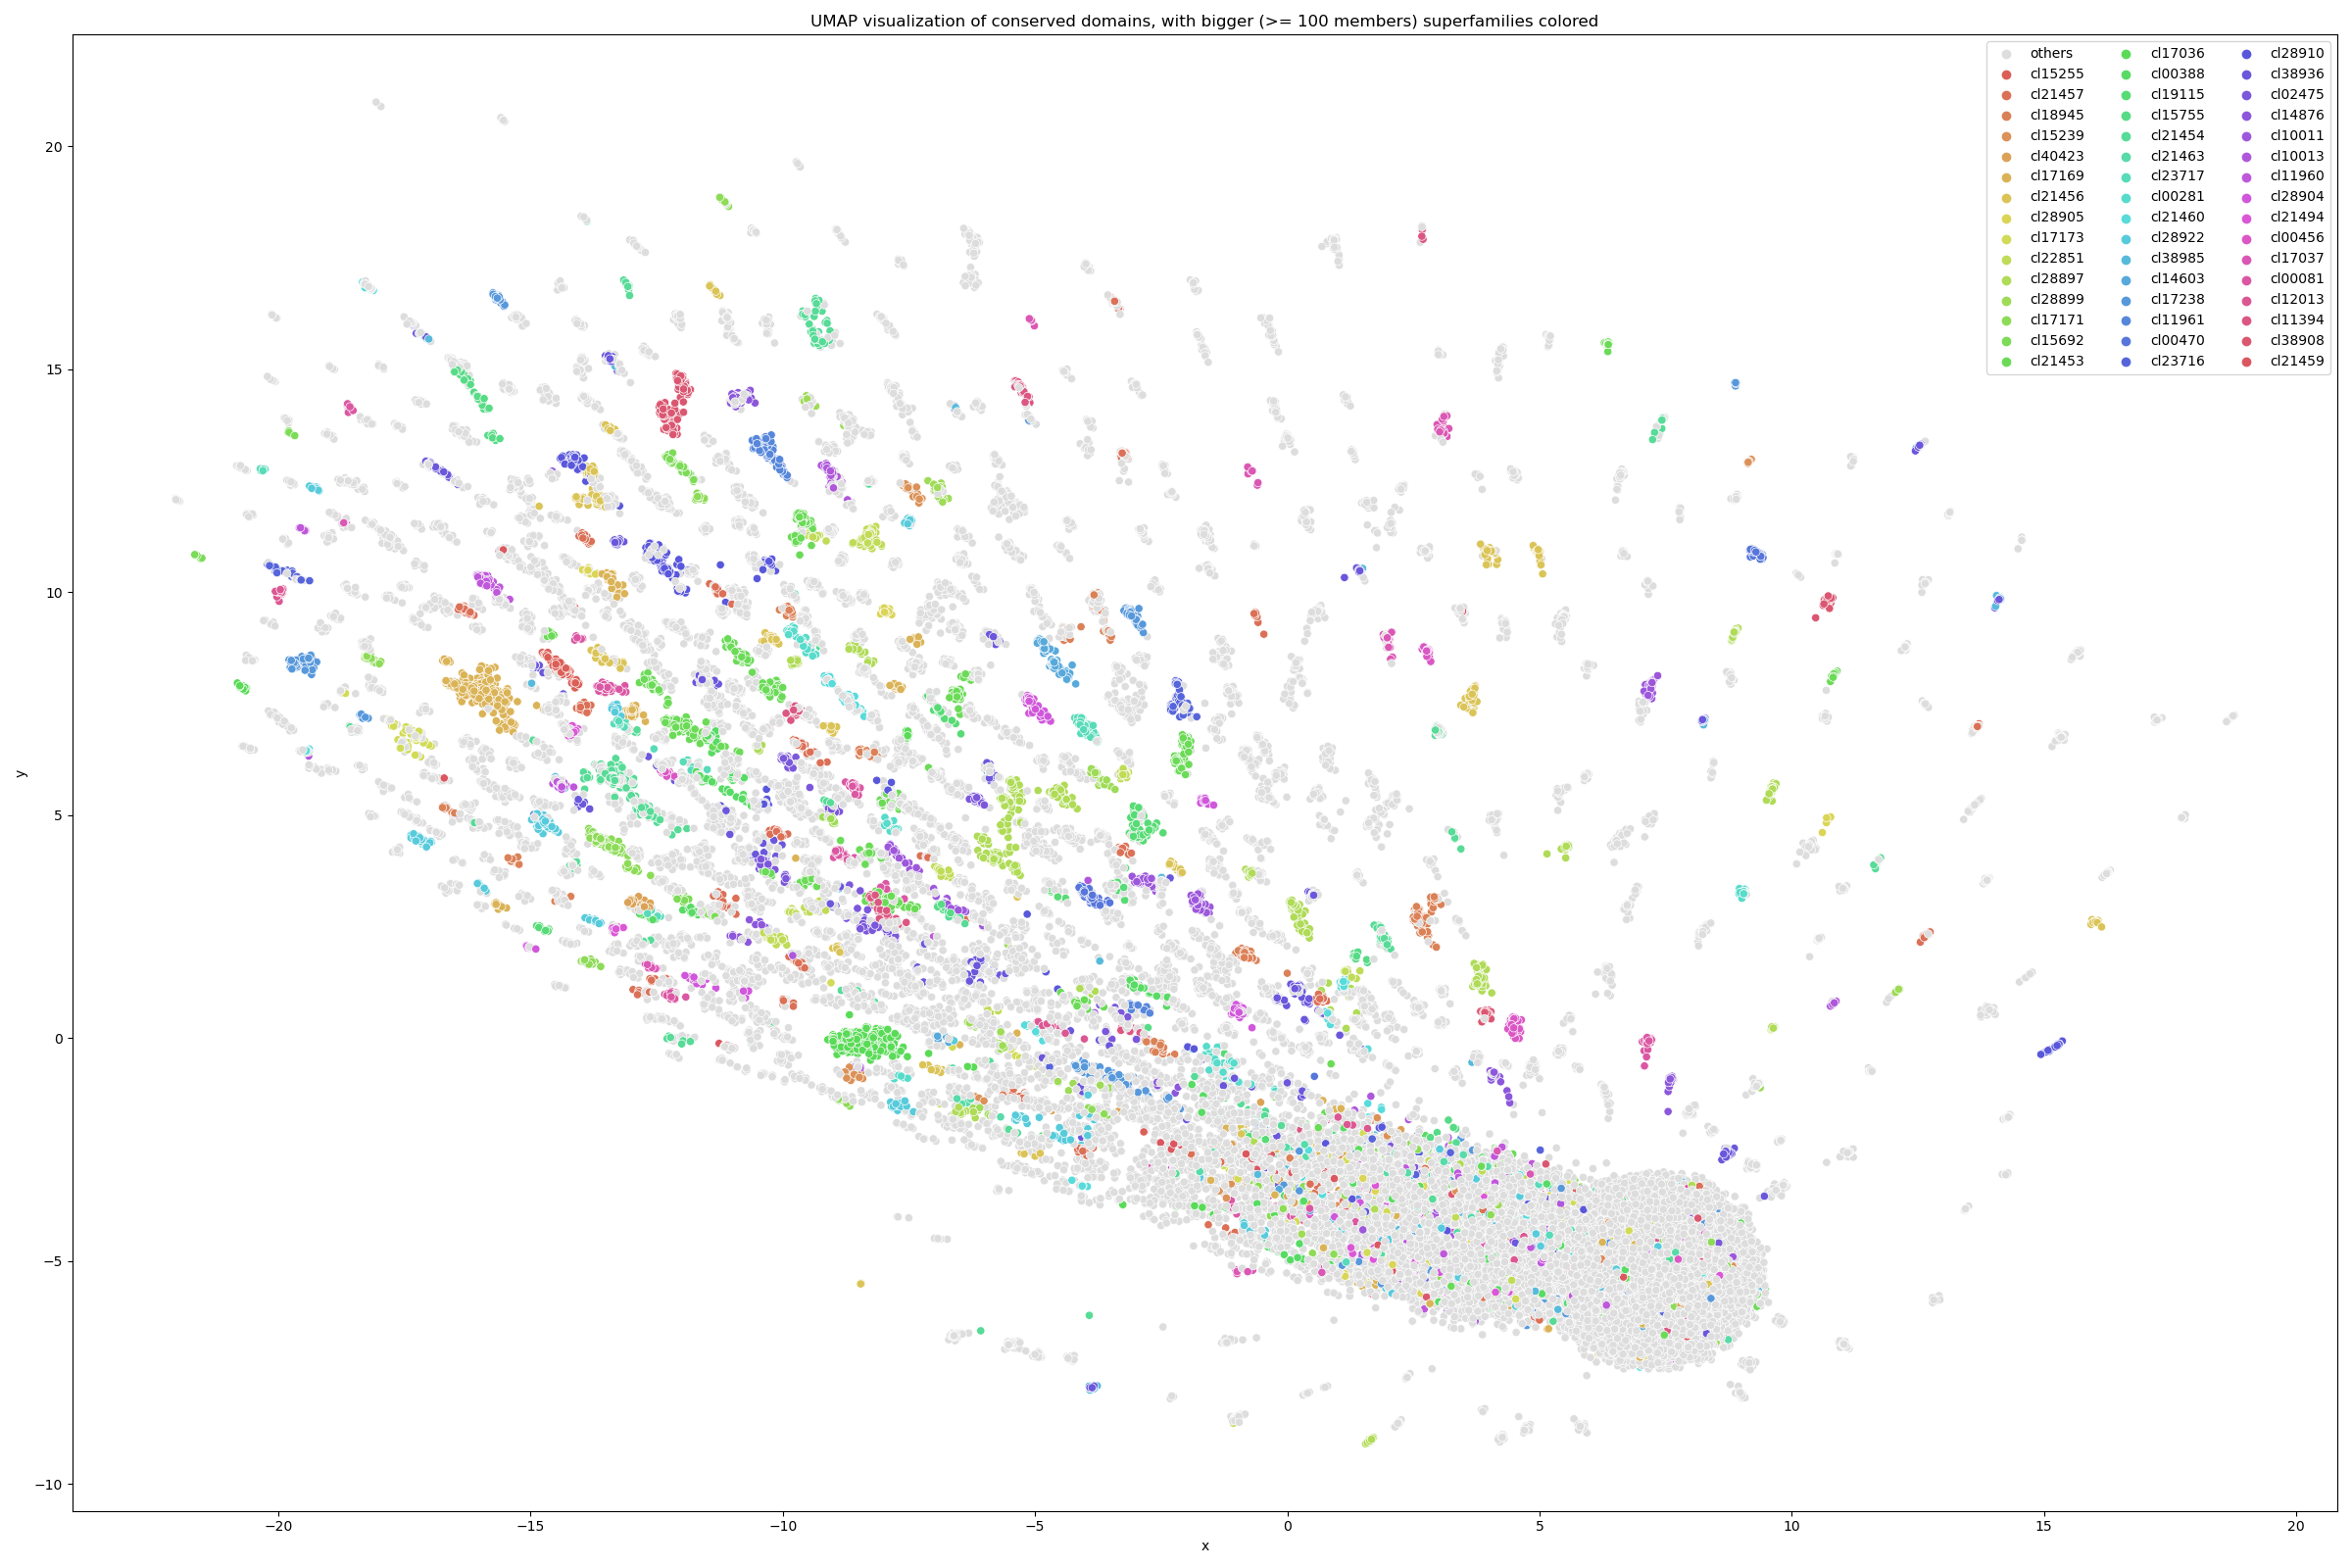 UMAP visualization of conserved domains, with bigger (>= 100 members) superfamilies colored
others
cl15255
cl21457
cl18945
cl15239
cl40423
cl17169
cl21456
cl28905
cl17173
cl22851
cl28897
cl28899
cl17171
cl15692
cl21453
cl17036
cl00388
cl19115
cl15755
cl21454
cl21463
cl23717
cl00281
cl21460
cl28922
cl38985
cl14603
cl17238
cl11961
cl00470
cl23716
cl28910
cl38936
cl02475
cl14876
cl10011
cl10013
cl11960
cl28904
cl21494
cl00456
cl17037
cl00081
cl12013
cl11394
cl38908
cl21459
y
20
15
10
5
0
−5
−10
−20 −15 −10 −5 0 5 10 15 20
x